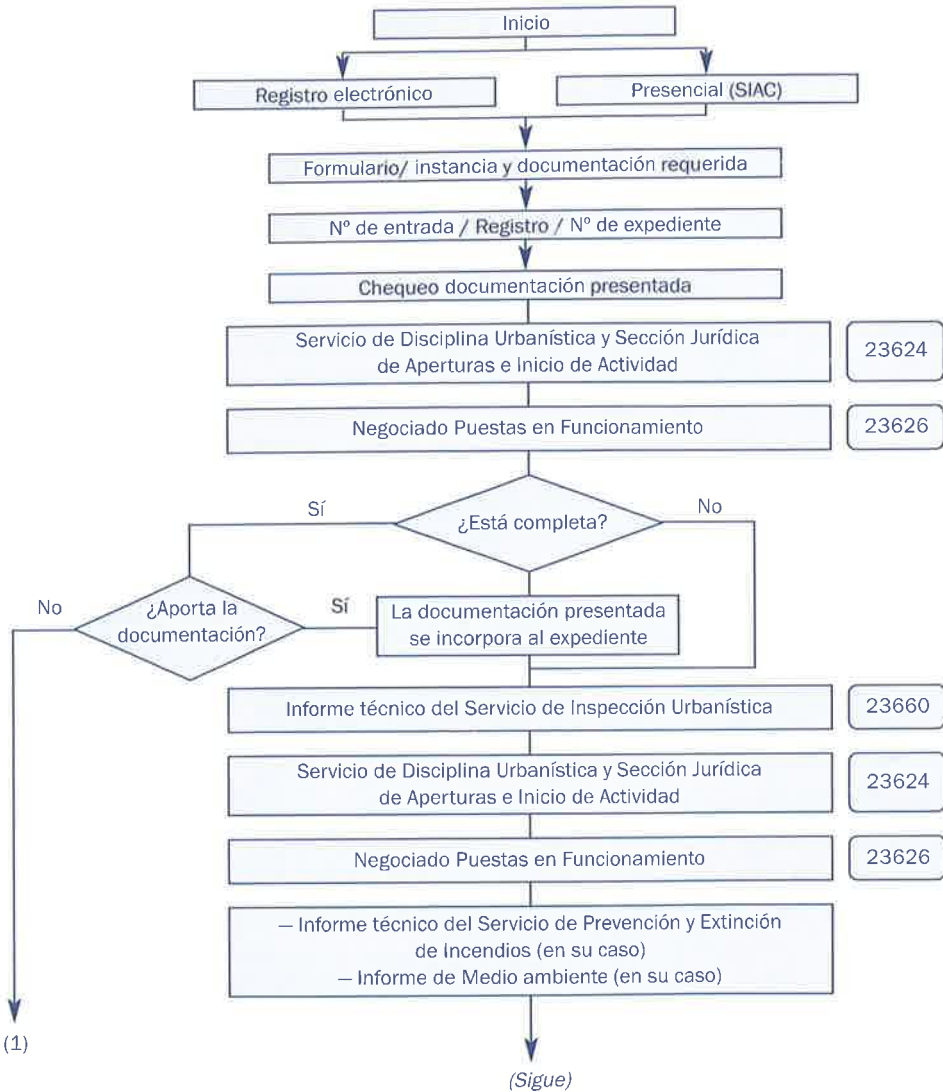 Inicio
Registro electrónico
Presencial (SIAC)
Formulario/ instancia y documentación requerida
Nº de entrada / Registro / Nº de expediente
Chequeo documentación presentada
Servicio de Disciplina Urbanística y Sección Jurídica
de Aperturas e Inicio de Actividad
23624
Negociado Puestas en Funcionamiento
23626
Sí
¿Está completa?
No
No
¿Aporta la
documentación?
Sí
La documentación presentada
se incorpora al expediente
Informe técnico del Servicio de Inspección Urbanística
23660
Servicio de Disciplina Urbanística y Sección Jurídica
de Aperturas e Inicio de Actividad
23624
Negociado Puestas en Funcionamiento
23626
— Informe técnico del Servicio de Prevención y Extinción
de Incendios (en su caso)
— Informe de Medio ambiente (en su caso)
(1)
(Sigue)